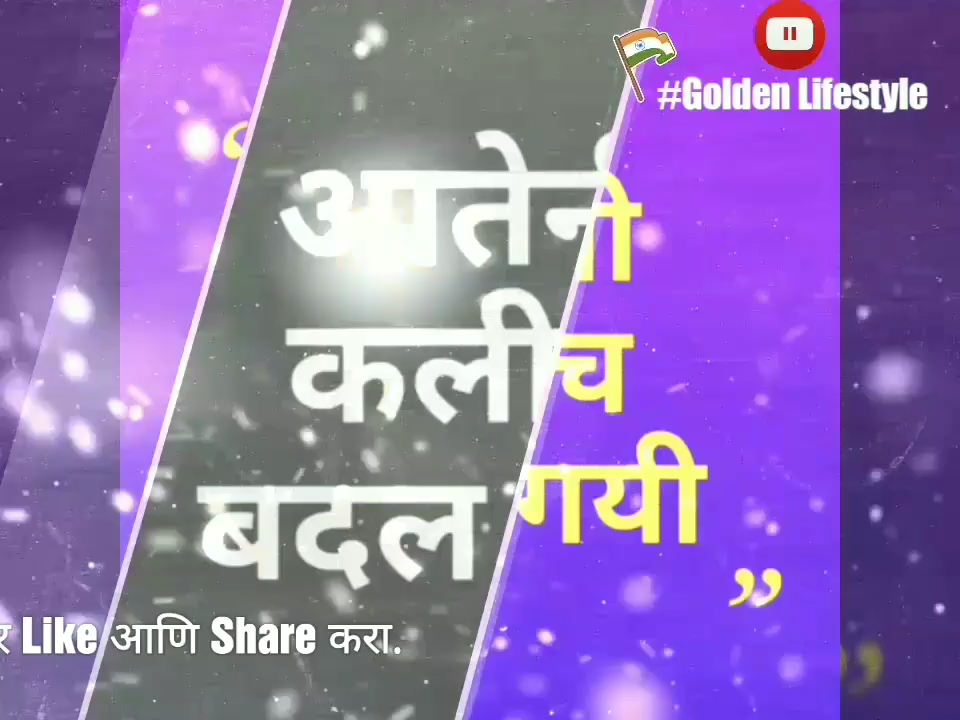 #Golden Lifestyle
“
आतेनी
कलीच
बदल गयी
”
र Like आणि Share करा.